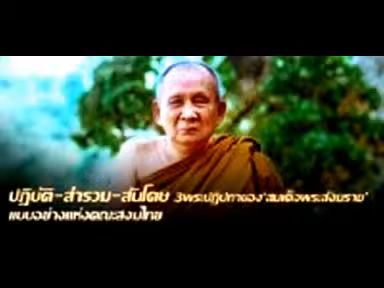 ปฏิบัติ-สำรวม-สันโดษ 3พระปฏิปทาของ'สมเด็จพระสังฆราช'
แบบอย่างแห่งคณะสงฆ์ไทย